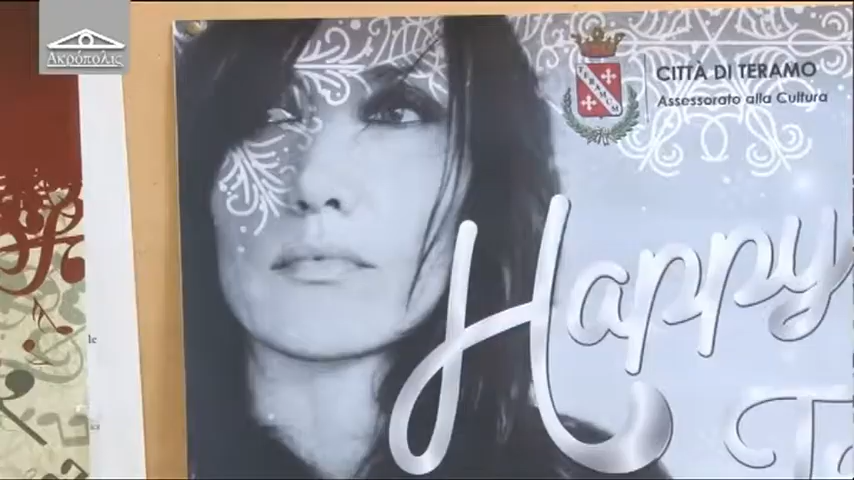 Ακρόπολις
CITTÀ DI TERAMO
Assessorato alla Cultura
Happy